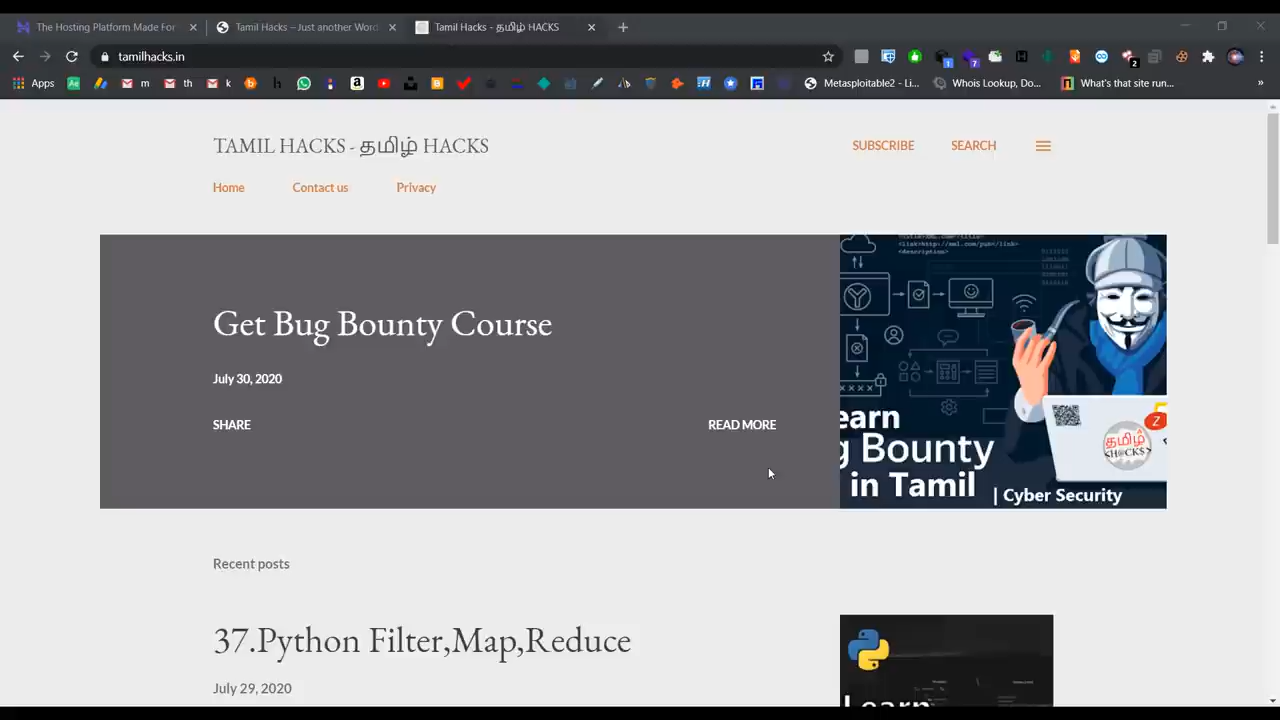 The Hosting Platform Made For
Tamil Hacks – Just another Word
Tamil Hacks - தமிழ் HACKS
tamilhacks.in
Apps
m
th
k
Metasploitable2 - Li...
Whois Lookup, Do...
What's that site run...
TAMIL HACKS - தமிழ் HACKS
SUBSCRIBE
SEARCH
Home
Contact us
Privacy
Get Bug Bounty Course
July 30, 2020
SHARE
READ MORE
earn
g Bounty
in Tamil
| Cyber Security
தமிழ்
<H@CK$>
Recent posts
37.Python Filter,Map,Reduce
July 29, 2020
Learn